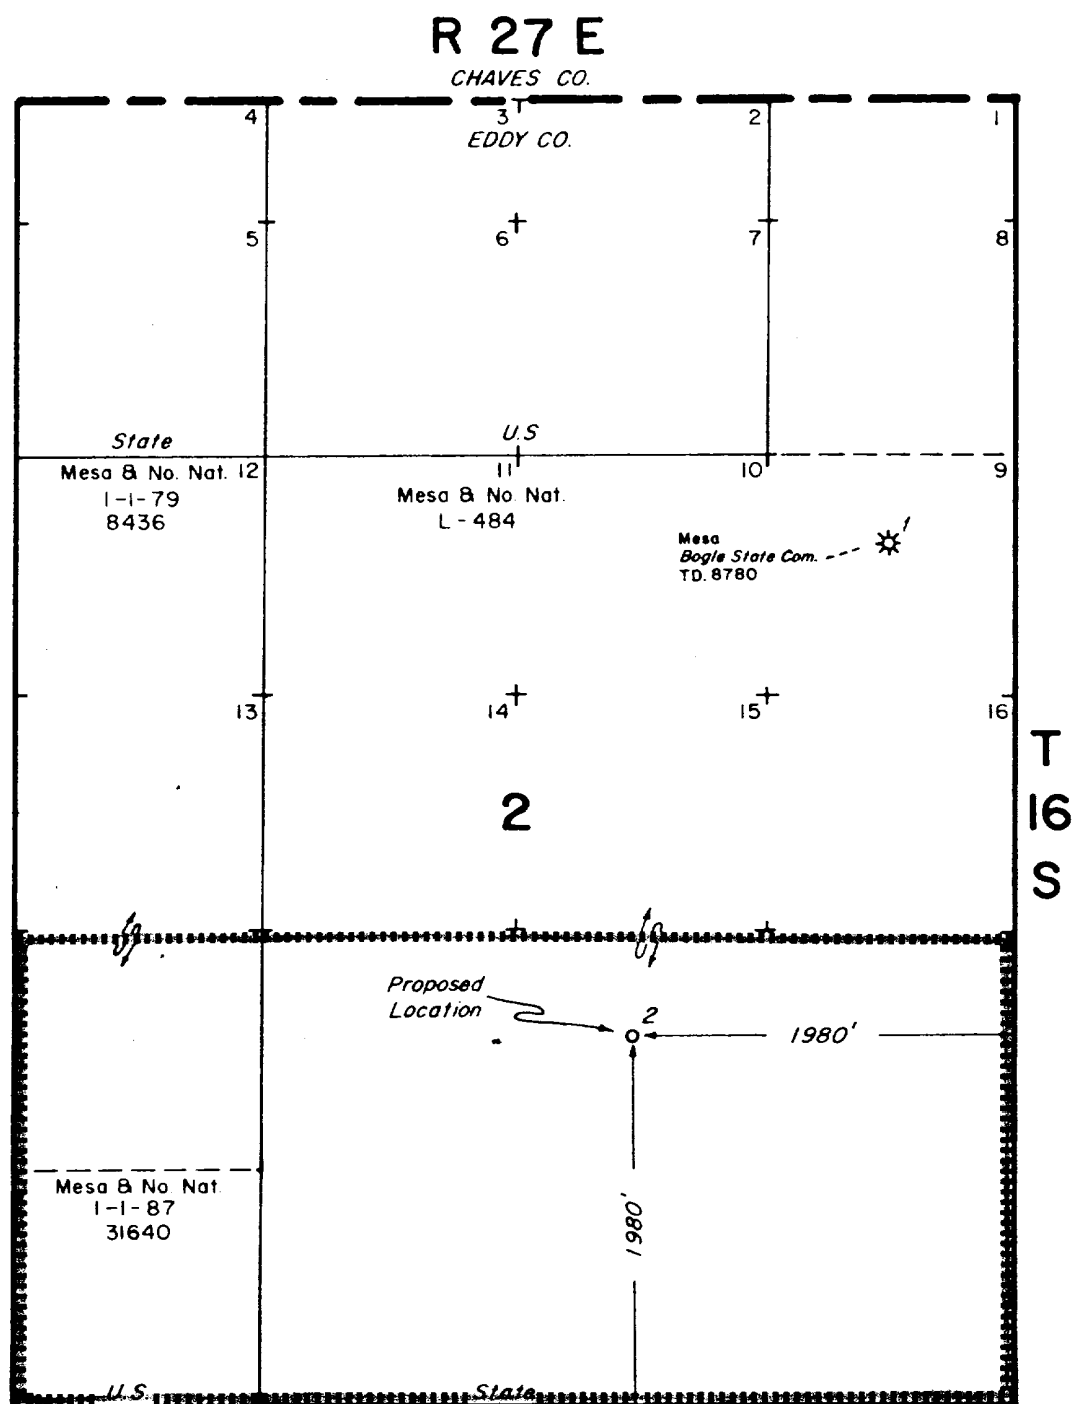 R 27 E
CHAVES CO.
4
3
2
1
EDDY CO.
5
6
7
8
State
U.S
Mesa & No. Nat. 12
11
10
9
1-1-79
8436
Mesa & No. Nat.
L-484
1
Mesa
Bogle State Com.
TD. 8780
13
14
15
16
T
16
S
2
Proposed
Location
2
1980'
1980'
Mesa & No. Nat.
1-1-87
31640
U.S.
State